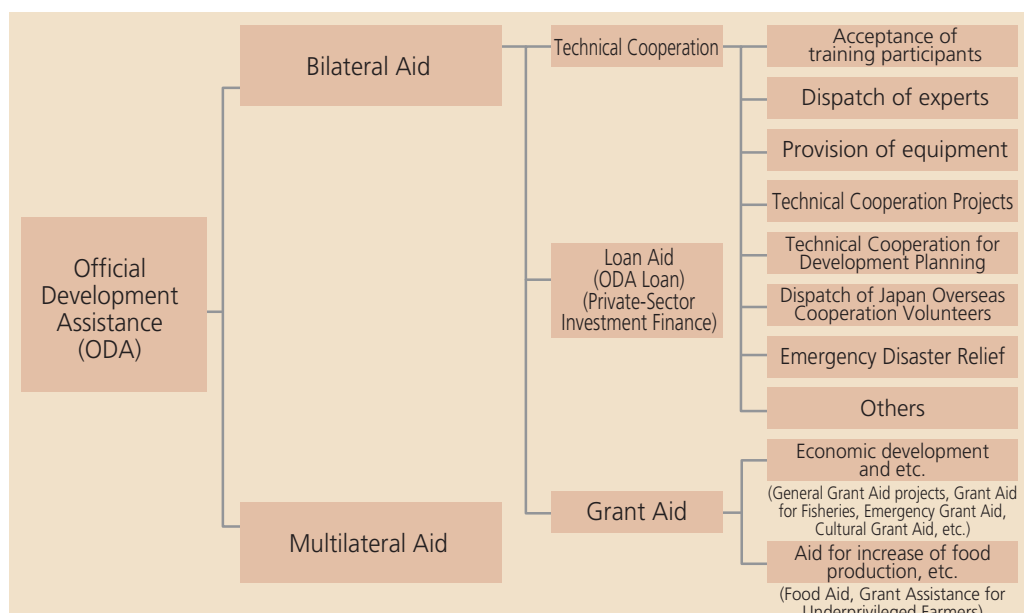 Official
Development
Assistance
(ODA)
Bilateral Aid
Multilateral Aid
Technical Cooperation
Loan Aid
(ODA Loan)
(Private-Sector
Investment Finance)
Grant Aid
Acceptance of
training participants
Dispatch of experts
Provision of equipment
Technical Cooperation Projects
Technical Cooperation for
Development Planning
Dispatch of Japan Overseas
Cooperation Volunteers
Emergency Disaster Relief
Others
Economic development
and etc.
(General Grant Aid projects, Grant Aid
for Fisheries, Emergency Grant Aid,
Cultural Grant Aid, etc.)
Aid for increase of food
production, etc.
(Food Aid, Grant Assistance for
Underprivileged Farmers)